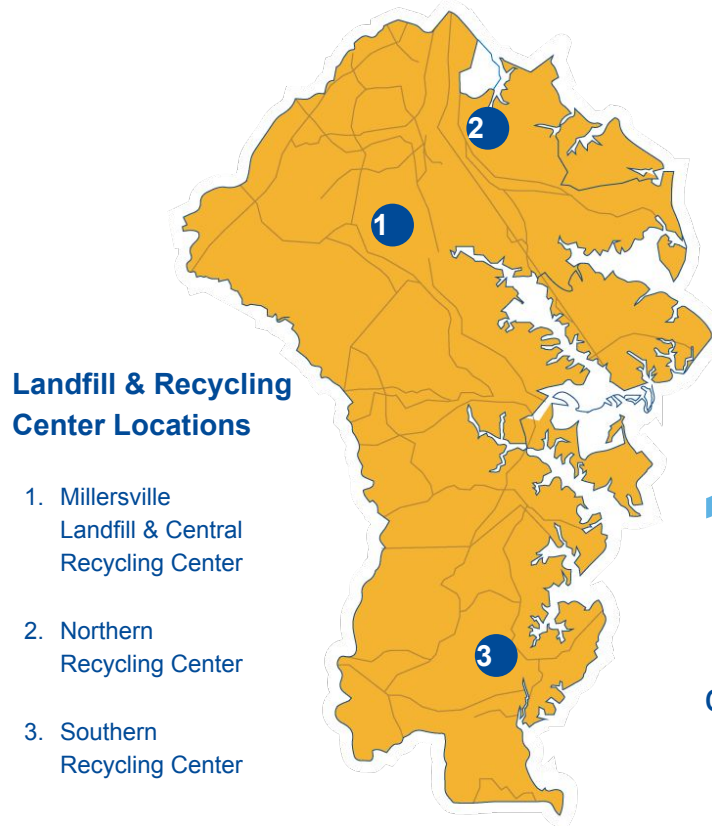 2
1
Landfill & Recycling
Center Locations
1. Millersville
Landfill & Central
Recycling Center
2. Northern
Recycling Center
3. Southern
Recycling Center
3